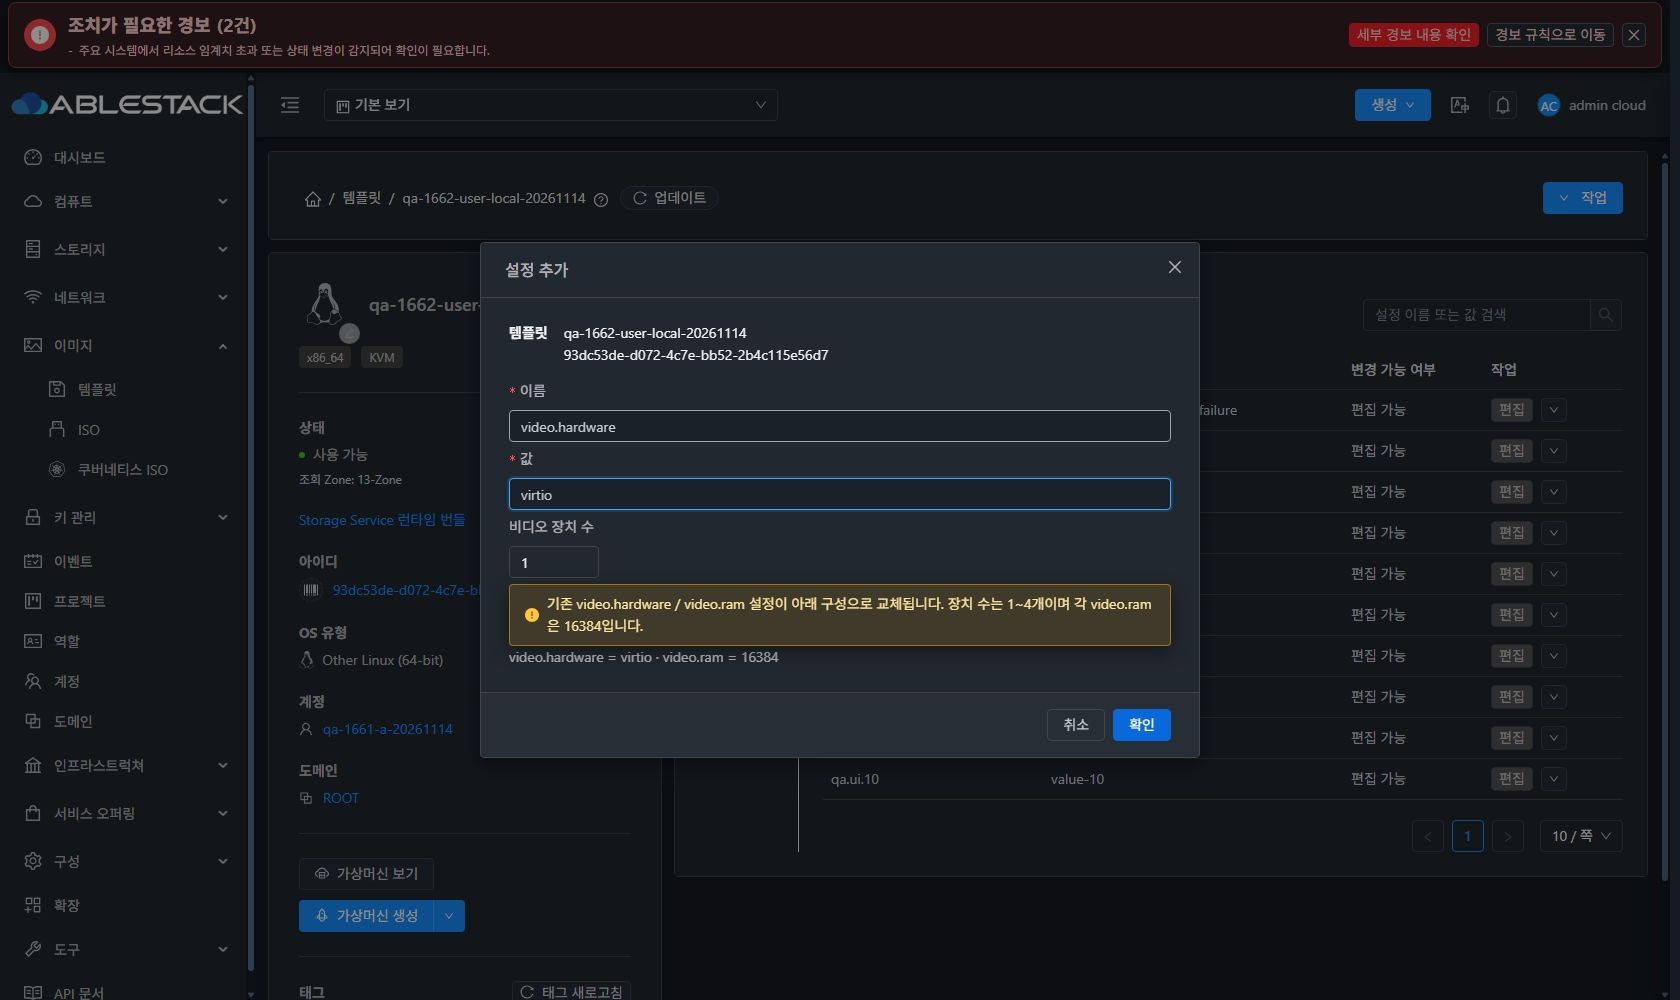 조치가 필요한 경보 (2건)
- 주요 시스템에서 리소스 임계치 초과 또는 상태 변경이 감지되어 확인이 필요합니다.
세부 경보 내용 확인
경보 규칙으로 이동
ABLESTACK
기본 보기
생성
AC
admin cloud
대시보드
컴퓨트
스토리지
네트워크
이미지
템플릿
ISO
쿠버네티스 ISO
키 관리
이벤트
프로젝트
역할
계정
도메인
인프라스트럭쳐
서비스 오퍼링
구성
확장
도구
API 문서
/ 템플릿 / qa-1662-user-local-20261114
업데이트
작업
qa-1662-user-
x86_64
KVM
상태
사용 가능
조회 Zone: 13-Zone
Storage Service 런타임 번들
아이디
93dc53de-d072-4c7e-b
OS 유형
Other Linux (64-bit)
계정
qa-1661-a-20261114
도메인
ROOT
가상머신 보기
가상머신 생성
태그
태그 새로고침
설정 추가
템플릿
qa-1662-user-local-20261114
93dc53de-d072-4c7e-bb52-2b4c115e56d7
* 이름
video.hardware
* 값
virtio
비디오 장치 수
1
기존 video.hardware / video.ram 설정이 아래 구성으로 교체됩니다. 장치 수는 1~4개이며 각 video.ram
은 16384입니다.
video.hardware = virtio · video.ram = 16384
취소
확인
설정 이름 또는 값 검색
변경 가능 여부
작업
failure
편집 가능
편집
편집 가능
편집
편집 가능
편집
편집 가능
편집
편집 가능
편집
편집 가능
편집
편집 가능
편집
편집 가능
편집
편집 가능
편집
qa.ui.10
value-10
편집 가능
편집
<
1
>
10 / 쪽